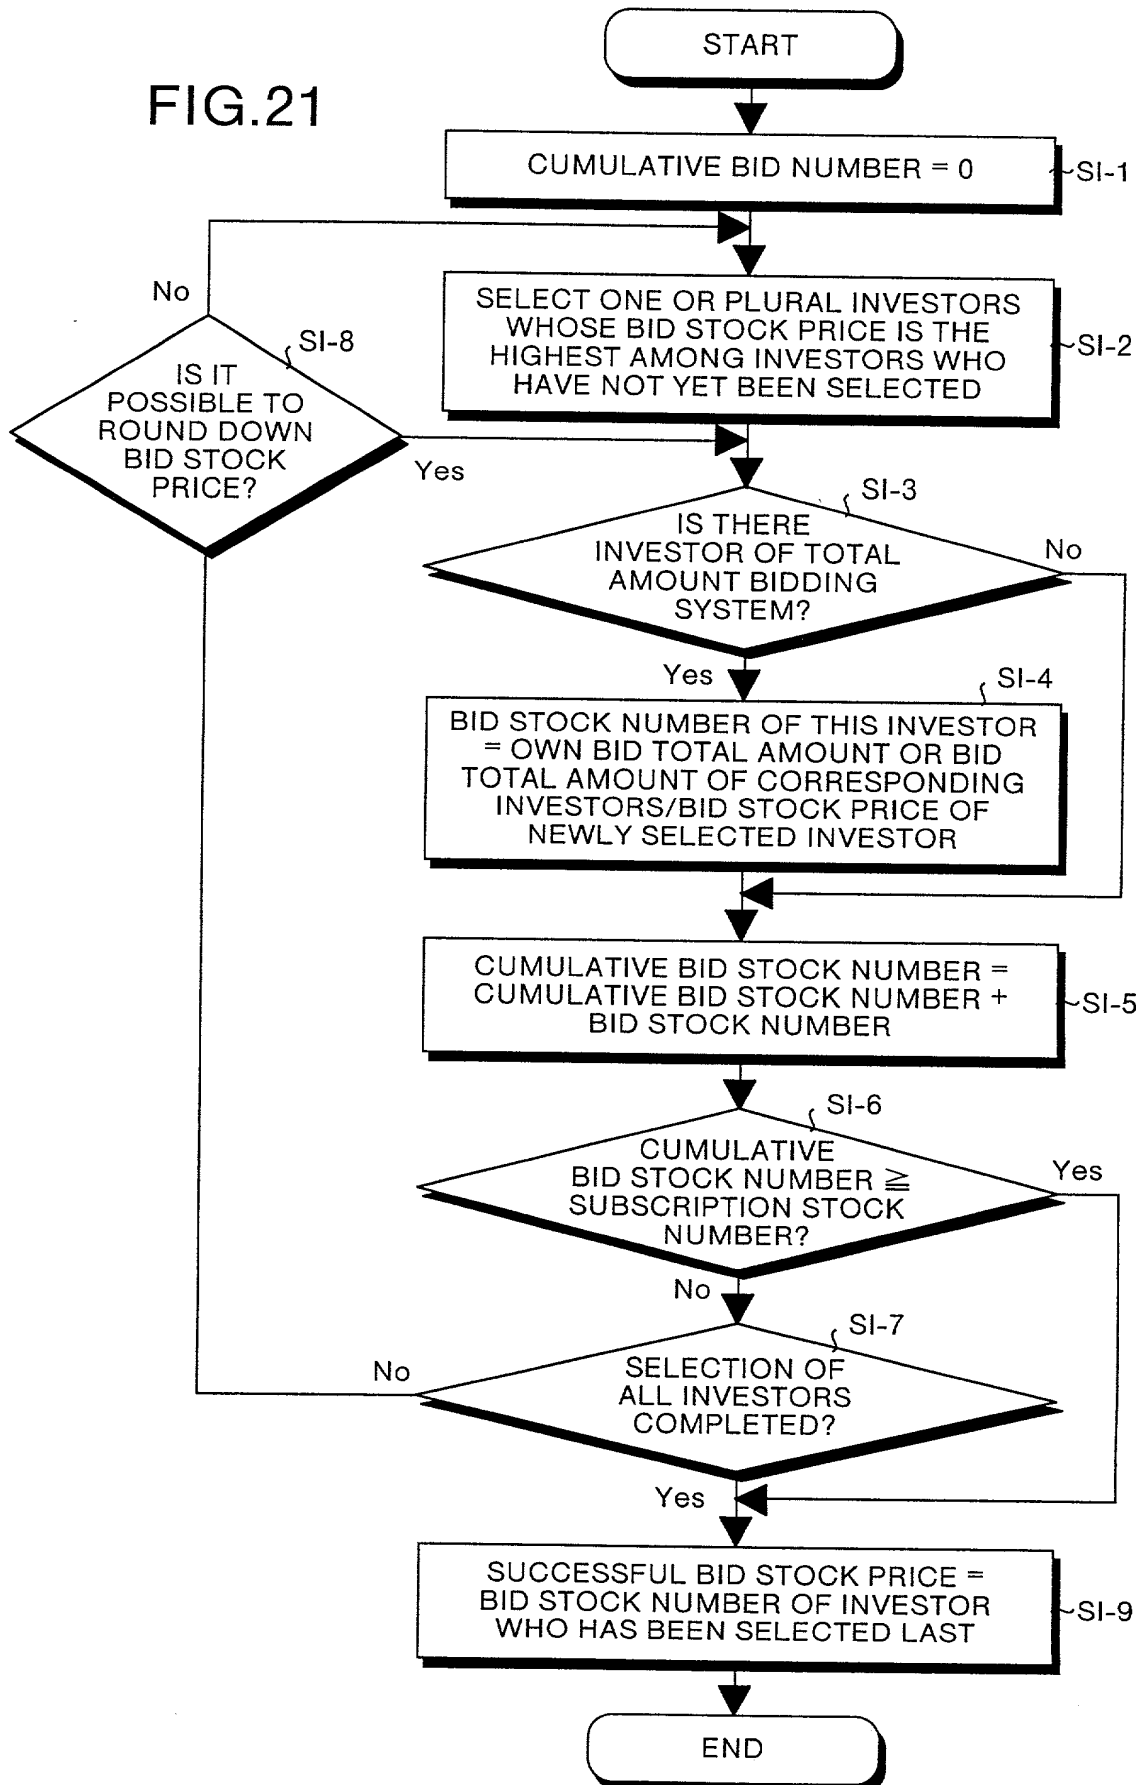 START
FIG.21
CUMULATIVE BID NUMBER = 0
SI-1
No
SELECT ONE OR PLURAL INVESTORS
WHOSE BID STOCK PRICE IS THE
HIGHEST AMONG INVESTORS WHO
HAVE NOT YET BEEN SELECTED
SI-2
SI-8
IS IT
POSSIBLE TO
ROUND DOWN
BID STOCK
PRICE?
Yes
SI-3
IS THERE
INVESTOR OF TOTAL
AMOUNT BIDDING
SYSTEM?
No
Yes
SI-4
BID STOCK NUMBER OF THIS INVESTOR
= OWN BID TOTAL AMOUNT OR BID
TOTAL AMOUNT OF CORRESPONDING
INVESTORS/BID STOCK PRICE OF
NEWLY SELECTED INVESTOR
CUMULATIVE BID STOCK NUMBER =
CUMULATIVE BID STOCK NUMBER +
BID STOCK NUMBER
SI-5
SI-6
CUMULATIVE
BID STOCK NUMBER ≧
SUBSCRIPTION STOCK
NUMBER?
Yes
No
SI-7
No
SELECTION OF
ALL INVESTORS
COMPLETED?
Yes
SUCCESSFUL BID STOCK PRICE =
BID STOCK NUMBER OF INVESTOR
WHO HAS BEEN SELECTED LAST
SI-9
END